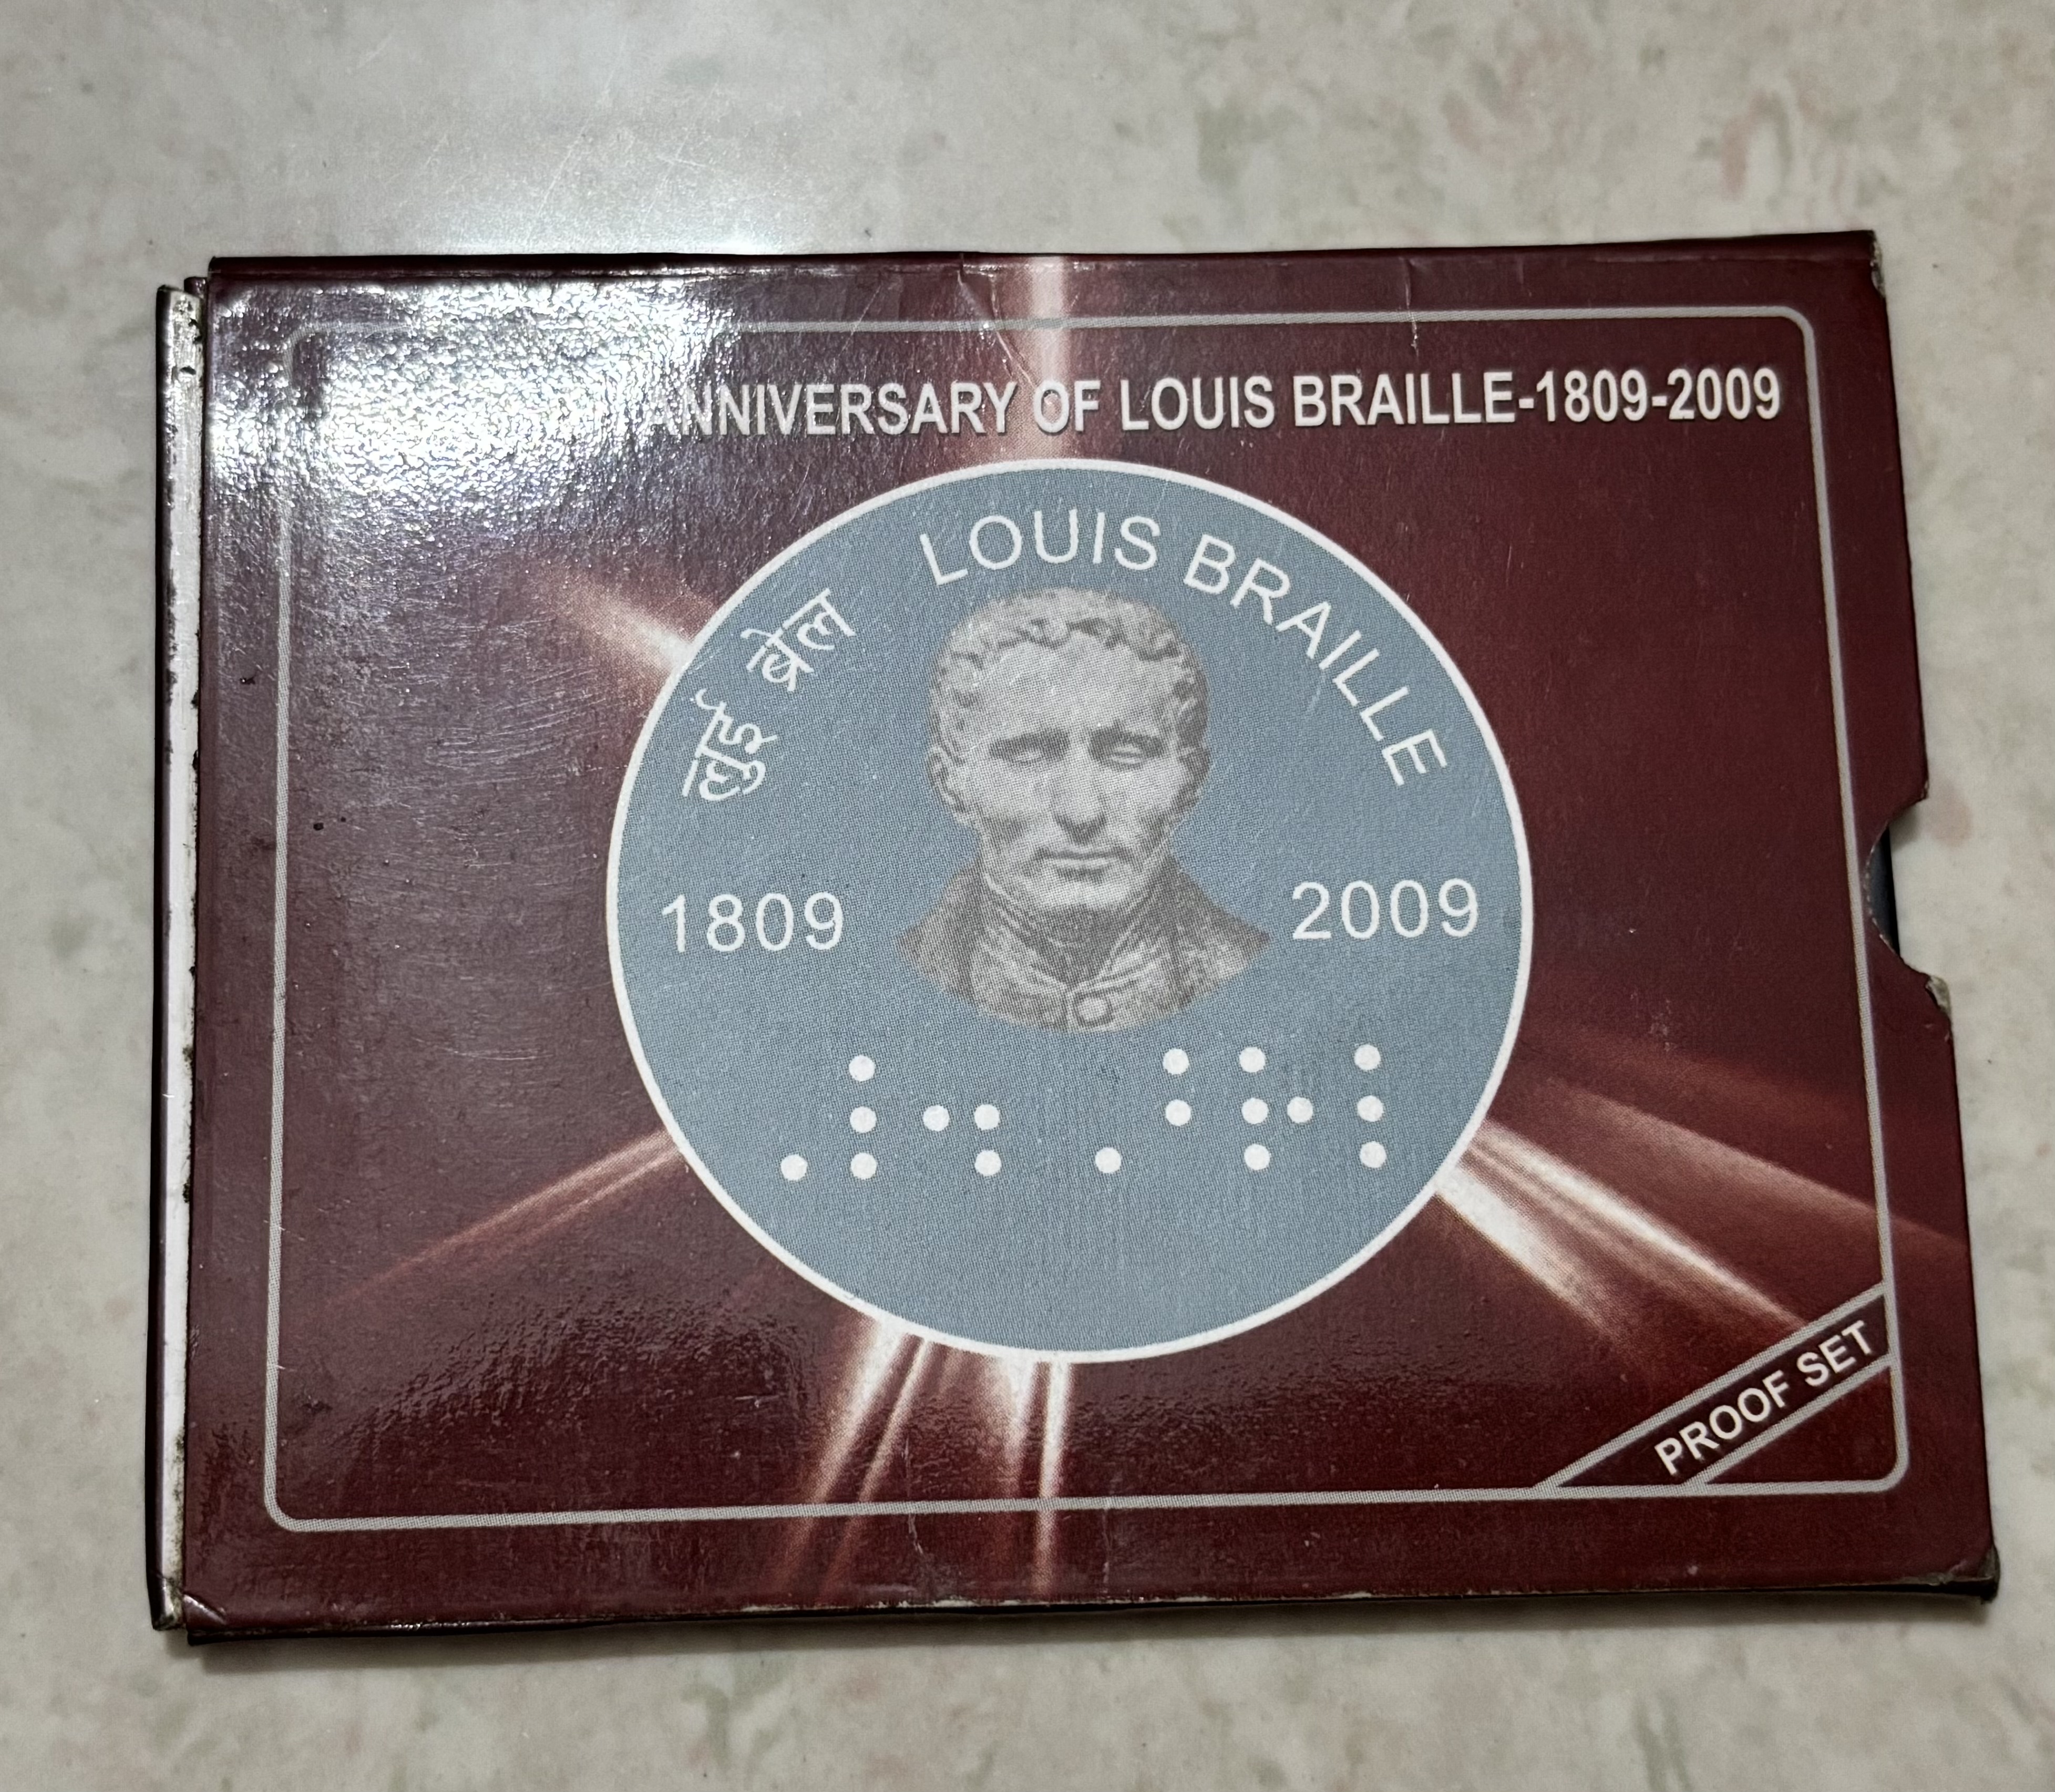 ANNIVERSARY OF LOUIS BRAILLE-1809-2009
लुई ब्रेल LOUIS BRAILLE
1809 2009
⠠⠇⠲ ⠠⠃⠗⠇
PROOF SET